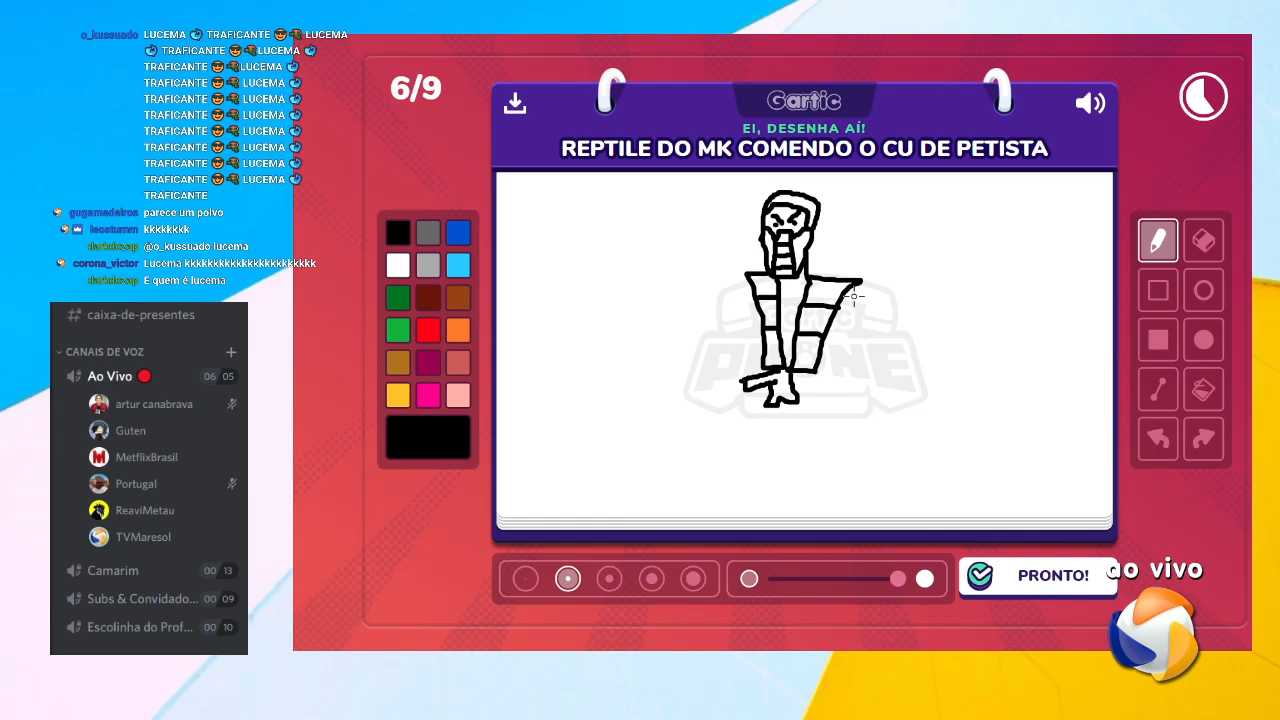 o_kussuado LUCEMA TRAFICANTE LUCEMA
TRAFICANTE LUCEMA
TRAFICANTE LUCEMA
TRAFICANTE LUCEMA
TRAFICANTE LUCEMA
TRAFICANTE LUCEMA
TRAFICANTE LUCEMA
TRAFICANTE LUCEMA
TRAFICANTE LUCEMA
TRAFICANTE LUCEMA
TRAFICANTE
gugamedeiros parece um polvo
leostumm kkkkkkkk
@o_kussuado lucema
corona_victor Lucema kkkkkkkkkkkkkkkkkkkkkk
E quem é lucema
# caixa-de-presentes
CANAIS DE VOZ +
Ao Vivo 06 05
artur canabrava
Guten
MetflixBrasil
Portugal
ReaviMetau
TVMaresol
Camarim 00 13
Subs & Convidado... 00 09
Escolinha do Prof... 00 10
6/9
Gartic
EI, DESENHA AÍ!
REPTILE DO MK COMENDO O CU DE PETISTA
PHONE
PRONTO!
ao vivo